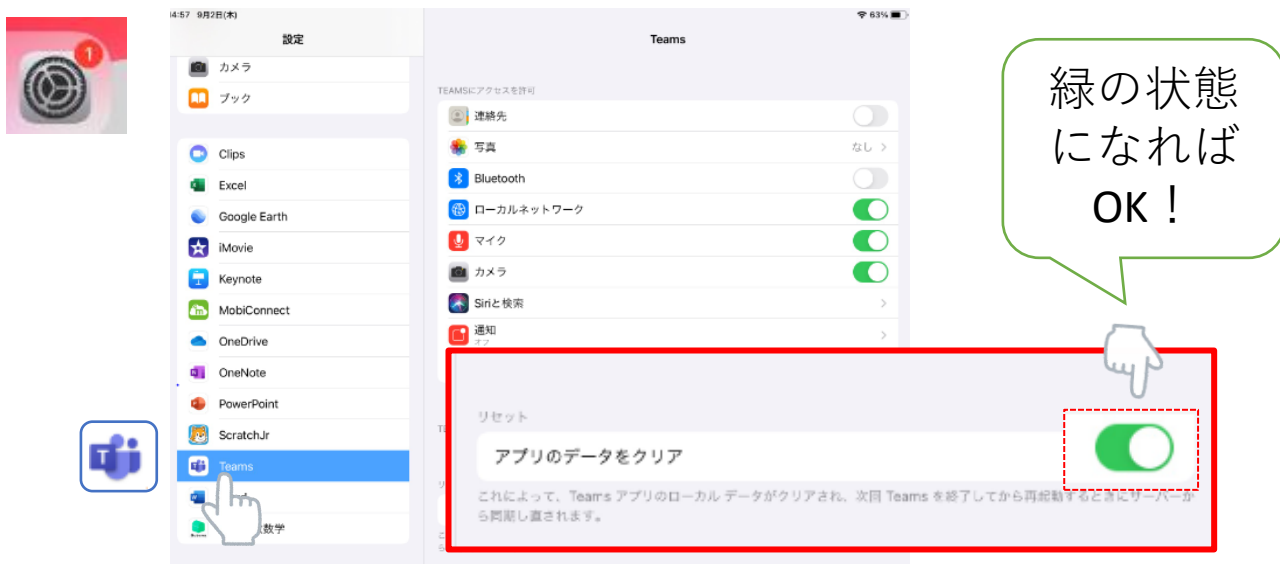 1
14:57 9月2日(木)
63%
設定
Teams
カメラ
ブック
Clips
Excel
Google Earth
iMovie
Keynote
MobiConnect
OneDrive
OneNote
PowerPoint
ScratchJr
Teams
数学
TEAMSにアクセスを許可
連絡先
写真
なし
Bluetooth
ローカルネットワーク
マイク
カメラ
Siriと検索
通知
オフ
リセット
アプリのデータをクリア
これによって、Teams アプリのローカル データがクリアされ、次回 Teams を終了してから再起動するときにサーバーか
ら同期し直されます。
緑の状態
になれば
OK！